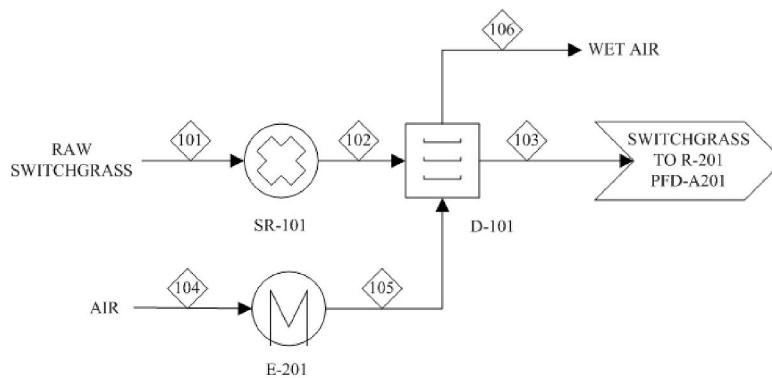 106
WET AIR
101
102
103
RAW
SWITCHGRASS
SWITCHGRASS
TO R-201
PFD-A201
SR-101
D-101
104
105
AIR
E-201